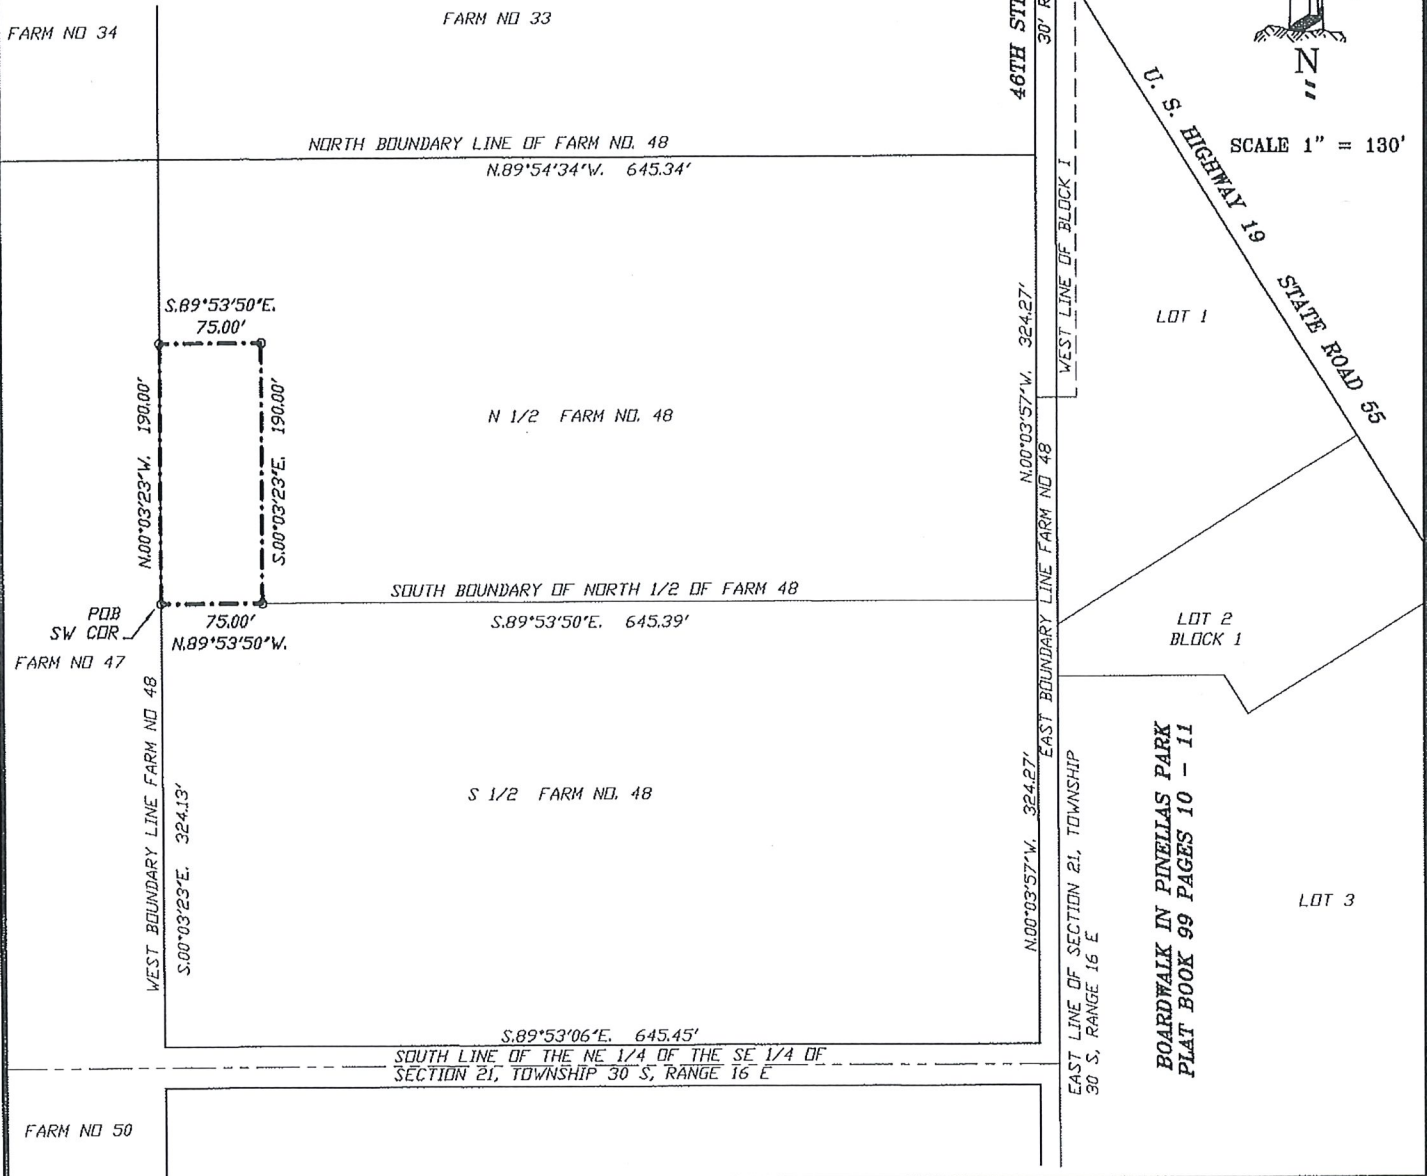 FARM NO 34
FARM NO 33
46TH
30'
N
SCALE 1" = 130'
U. S. HIGHWAY 19 STATE ROAD 55
NORTH BOUNDARY LINE OF FARM NO. 48
N.89°54'34"W. 645.34'
WEST LINE OF BLOCK 1
LOT 1
S.89°53'50"E.
75.00'
N.00°03'23"W. 190.00'
S.00°03'23"E. 190.00'
N 1/2 FARM NO. 48
N.00°03'57"W. 324.27'
EAST BOUNDARY LINE FARM NO 48
SOUTH BOUNDARY OF NORTH 1/2 OF FARM 48
S.89°53'50"E. 645.39'
POB
SW COR
75.00'
N.89°53'50"W.
FARM NO 47
LOT 2
BLOCK 1
WEST BOUNDARY LINE FARM NO 48
S.00°03'23"E. 324.13'
S 1/2 FARM NO. 48
N.00°03'57"W. 324.27'
EAST LINE OF SECTION 21, TOWNSHIP
30 S, RANGE 16 E
BOARDWALK IN PINELLAS PARK
PLAT BOOK 99 PAGES 10 - 11
LOT 3
S.89°53'06"E. 645.45'
SOUTH LINE OF THE NE 1/4 OF THE SE 1/4 OF
SECTION 21, TOWNSHIP 30 S, RANGE 16 E
FARM NO 50